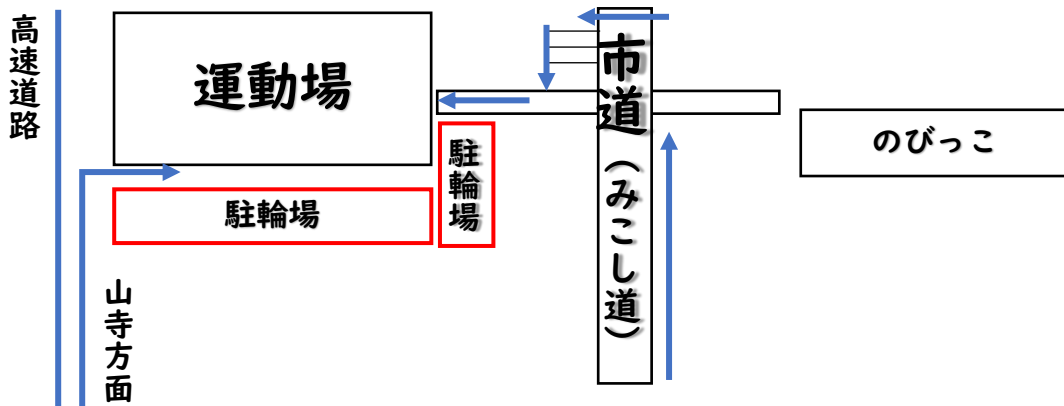 高速道路
運動場
市道(みこし道)
のびっこ
駐輪場
駐輪場
山寺方面